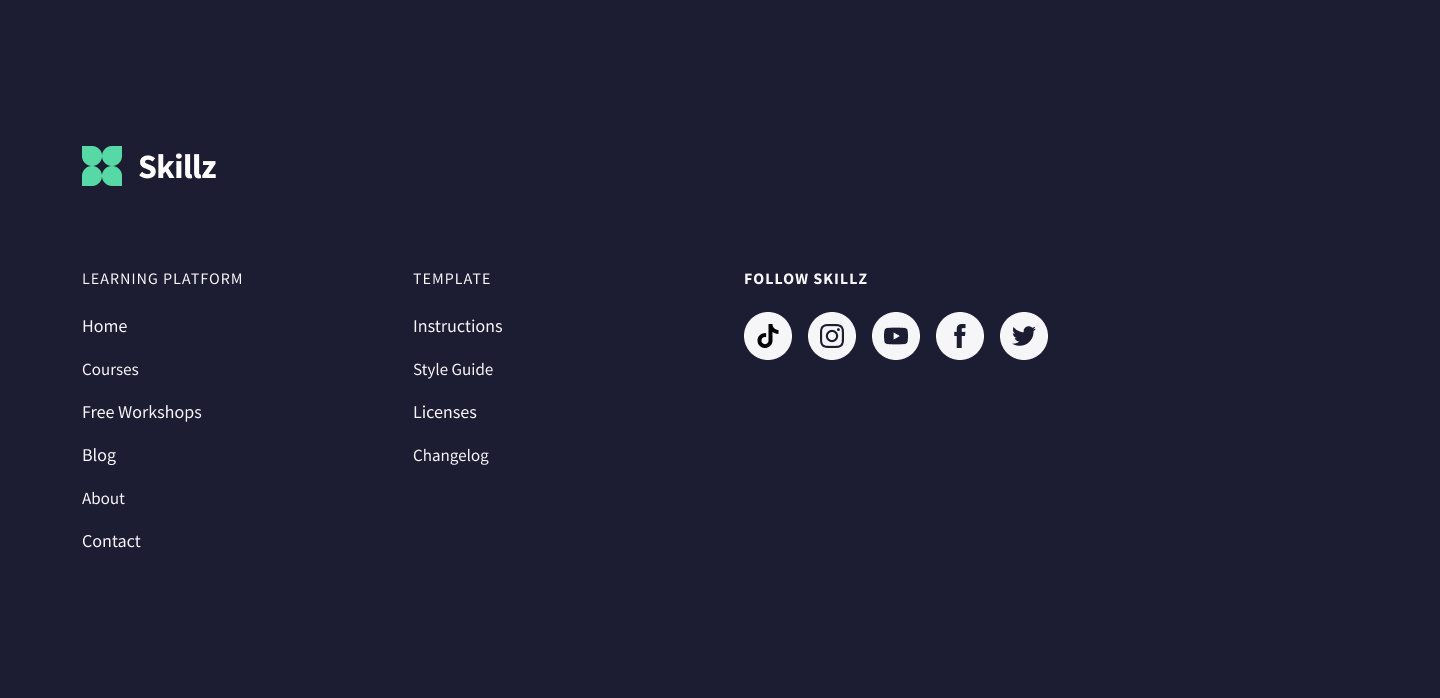 Skillz
LEARNING PLATFORM
Home
Courses
Free Workshops
Blog
About
Contact
TEMPLATE
Instructions
Style Guide
Licenses
Changelog
FOLLOW SKILLZ